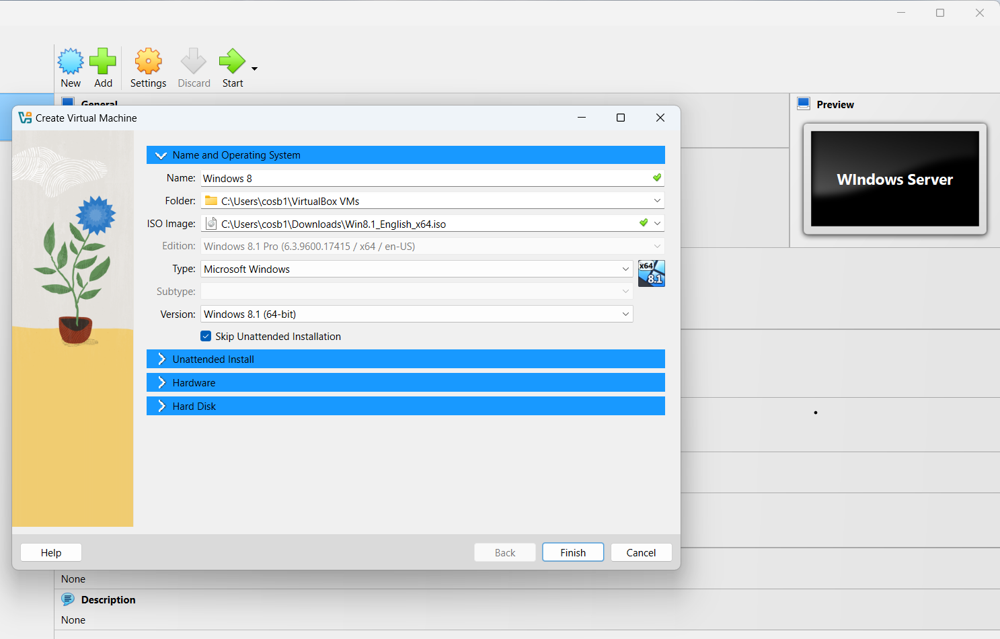 New
Add
Settings
Discard
Start
General
Preview
WIndows Server
Create Virtual Machine
Name and Operating System
Name: Windows 8
Folder: C:\Users\cosb1\VirtualBox VMs
ISO Image: C:\Users\cosb1\Downloads\Win8.1_English_x64.iso
Edition: Windows 8.1 Pro (6.3.9600.17415 / x64 / en-US)
Type: Microsoft Windows
x64
8.1
Subtype:
Version: Windows 8.1 (64-bit)
Skip Unattended Installation
Unattended Install
Hardware
Hard Disk
Help
Back
Finish
Cancel
None
Description
None